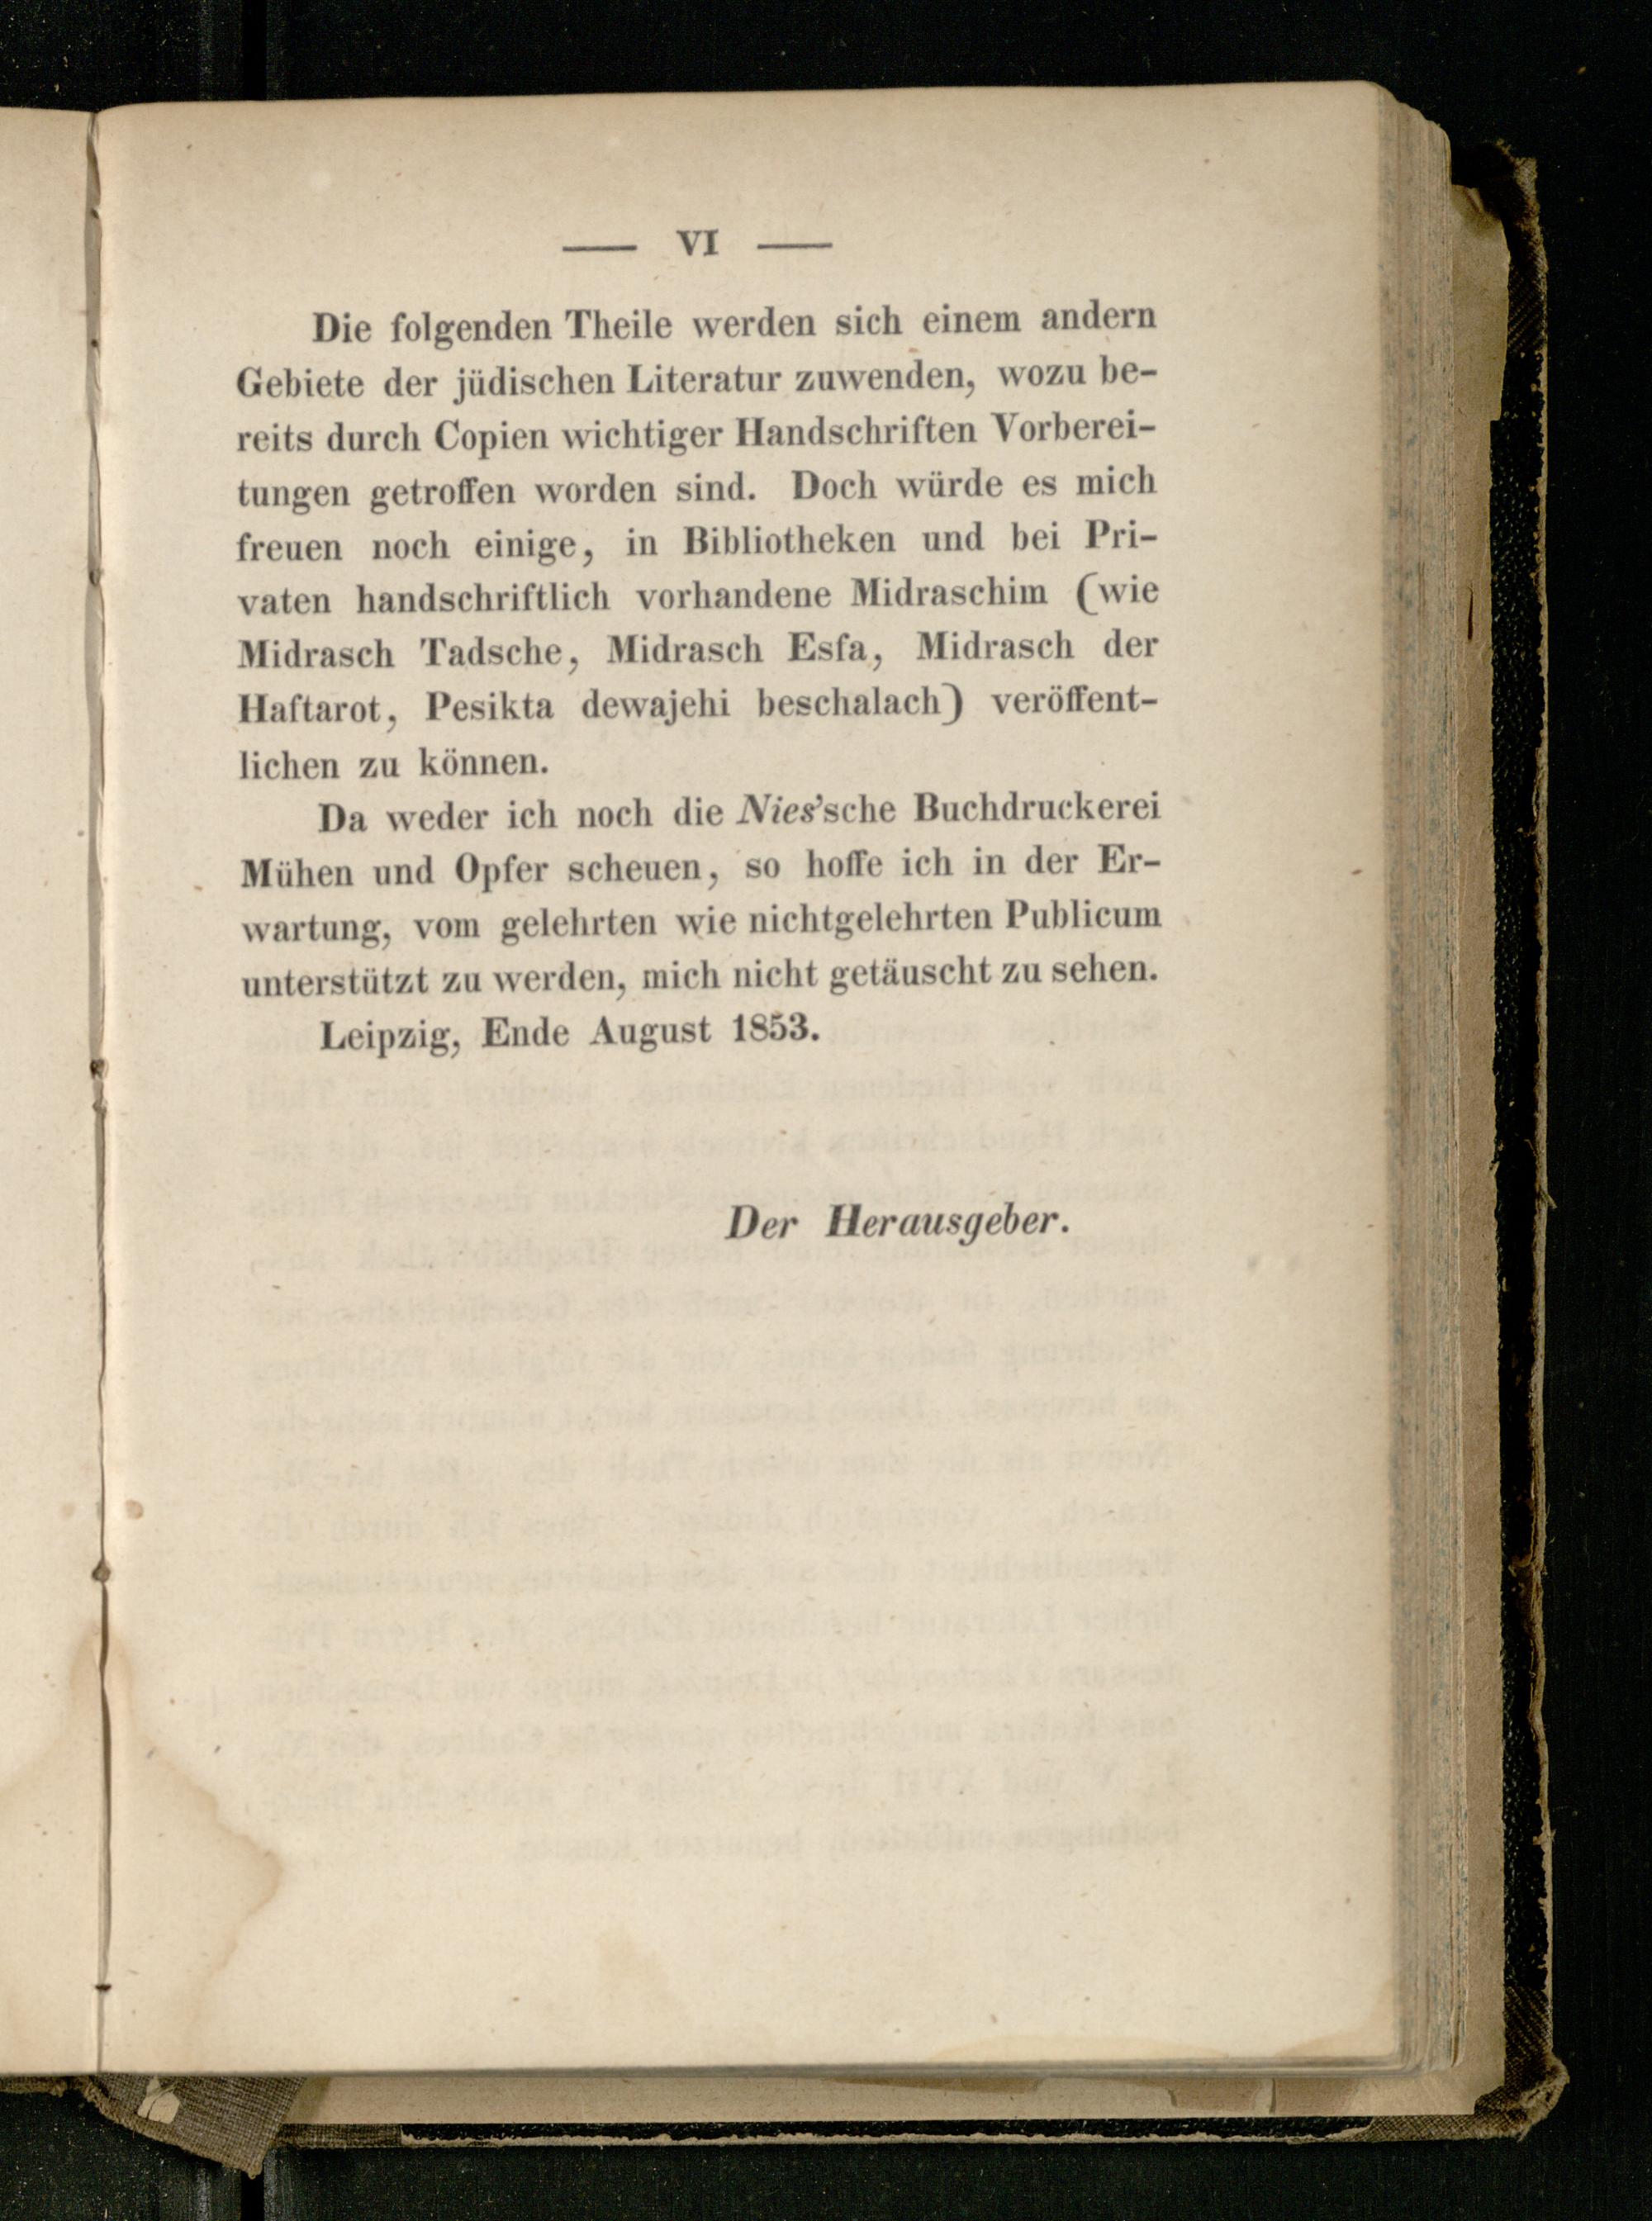 — VI —
Die folgenden Theile werden sich einem andern
Gebiete der jüdischen Literatur zuwenden, wozu be-
reits durch Copien wichtiger Handschriften Vorberei-
tungen getroffen worden sind. Doch würde es mich
freuen noch einige, in Bibliotheken und bei Pri-
vaten handschriftlich vorhandene Midraschim (wie
Midrasch Tadsche, Midrasch Esfa, Midrasch der
Haftarot, Pesikta dewajehi beschalach) veröffent-
lichen zu können.
Da weder ich noch die Nies'sche Buchdruckerei
Mühen und Opfer scheuen, so hoffe ich in der Er-
wartung, vom gelehrten wie nichtgelehrten Publicum
unterstützt zu werden, mich nicht getäuscht zu sehen.
Leipzig, Ende August 1853.
Der Herausgeber.